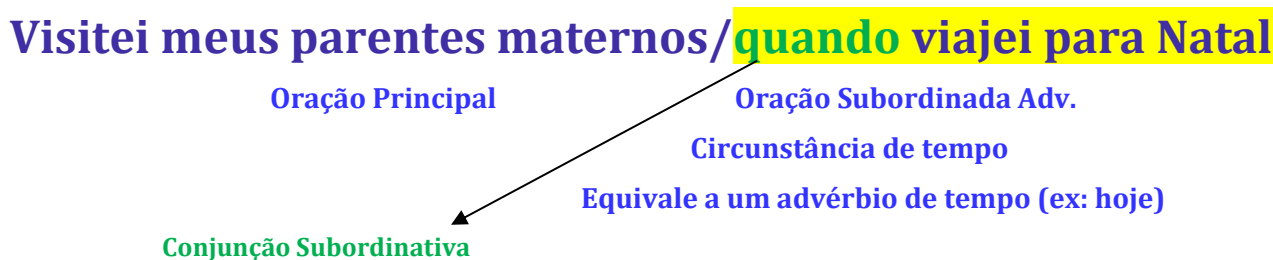 Visitei meus parentes maternos/quando viajei para Natal
Oração Principal
Oração Subordinada Adv.
Circunstância de tempo
Equivale a um advérbio de tempo (ex: hoje)
Conjunção Subordinativa